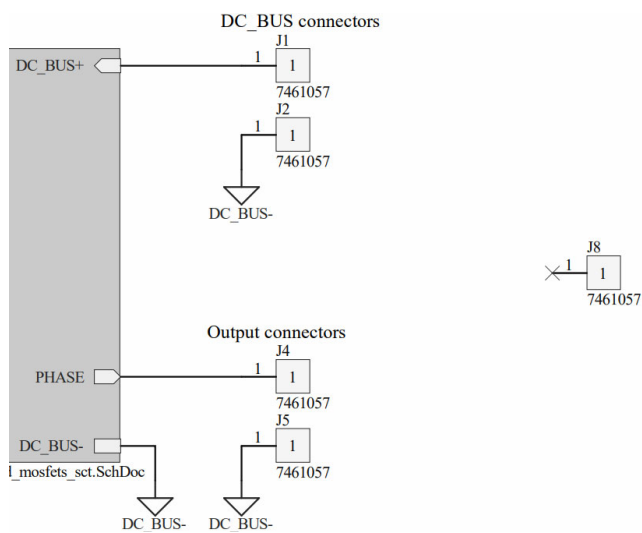 DC_BUS connectors
J1
DC_BUS+
1
1
7461057
J2
1
1
7461057
DC_BUS-
J8
1
1
7461057
Output connectors
J4
PHASE
1
1
7461057
J5
DC_BUS-
1
1
7461057
l_mosfets_sct.SchDoc
DC_BUS-
DC_BUS-